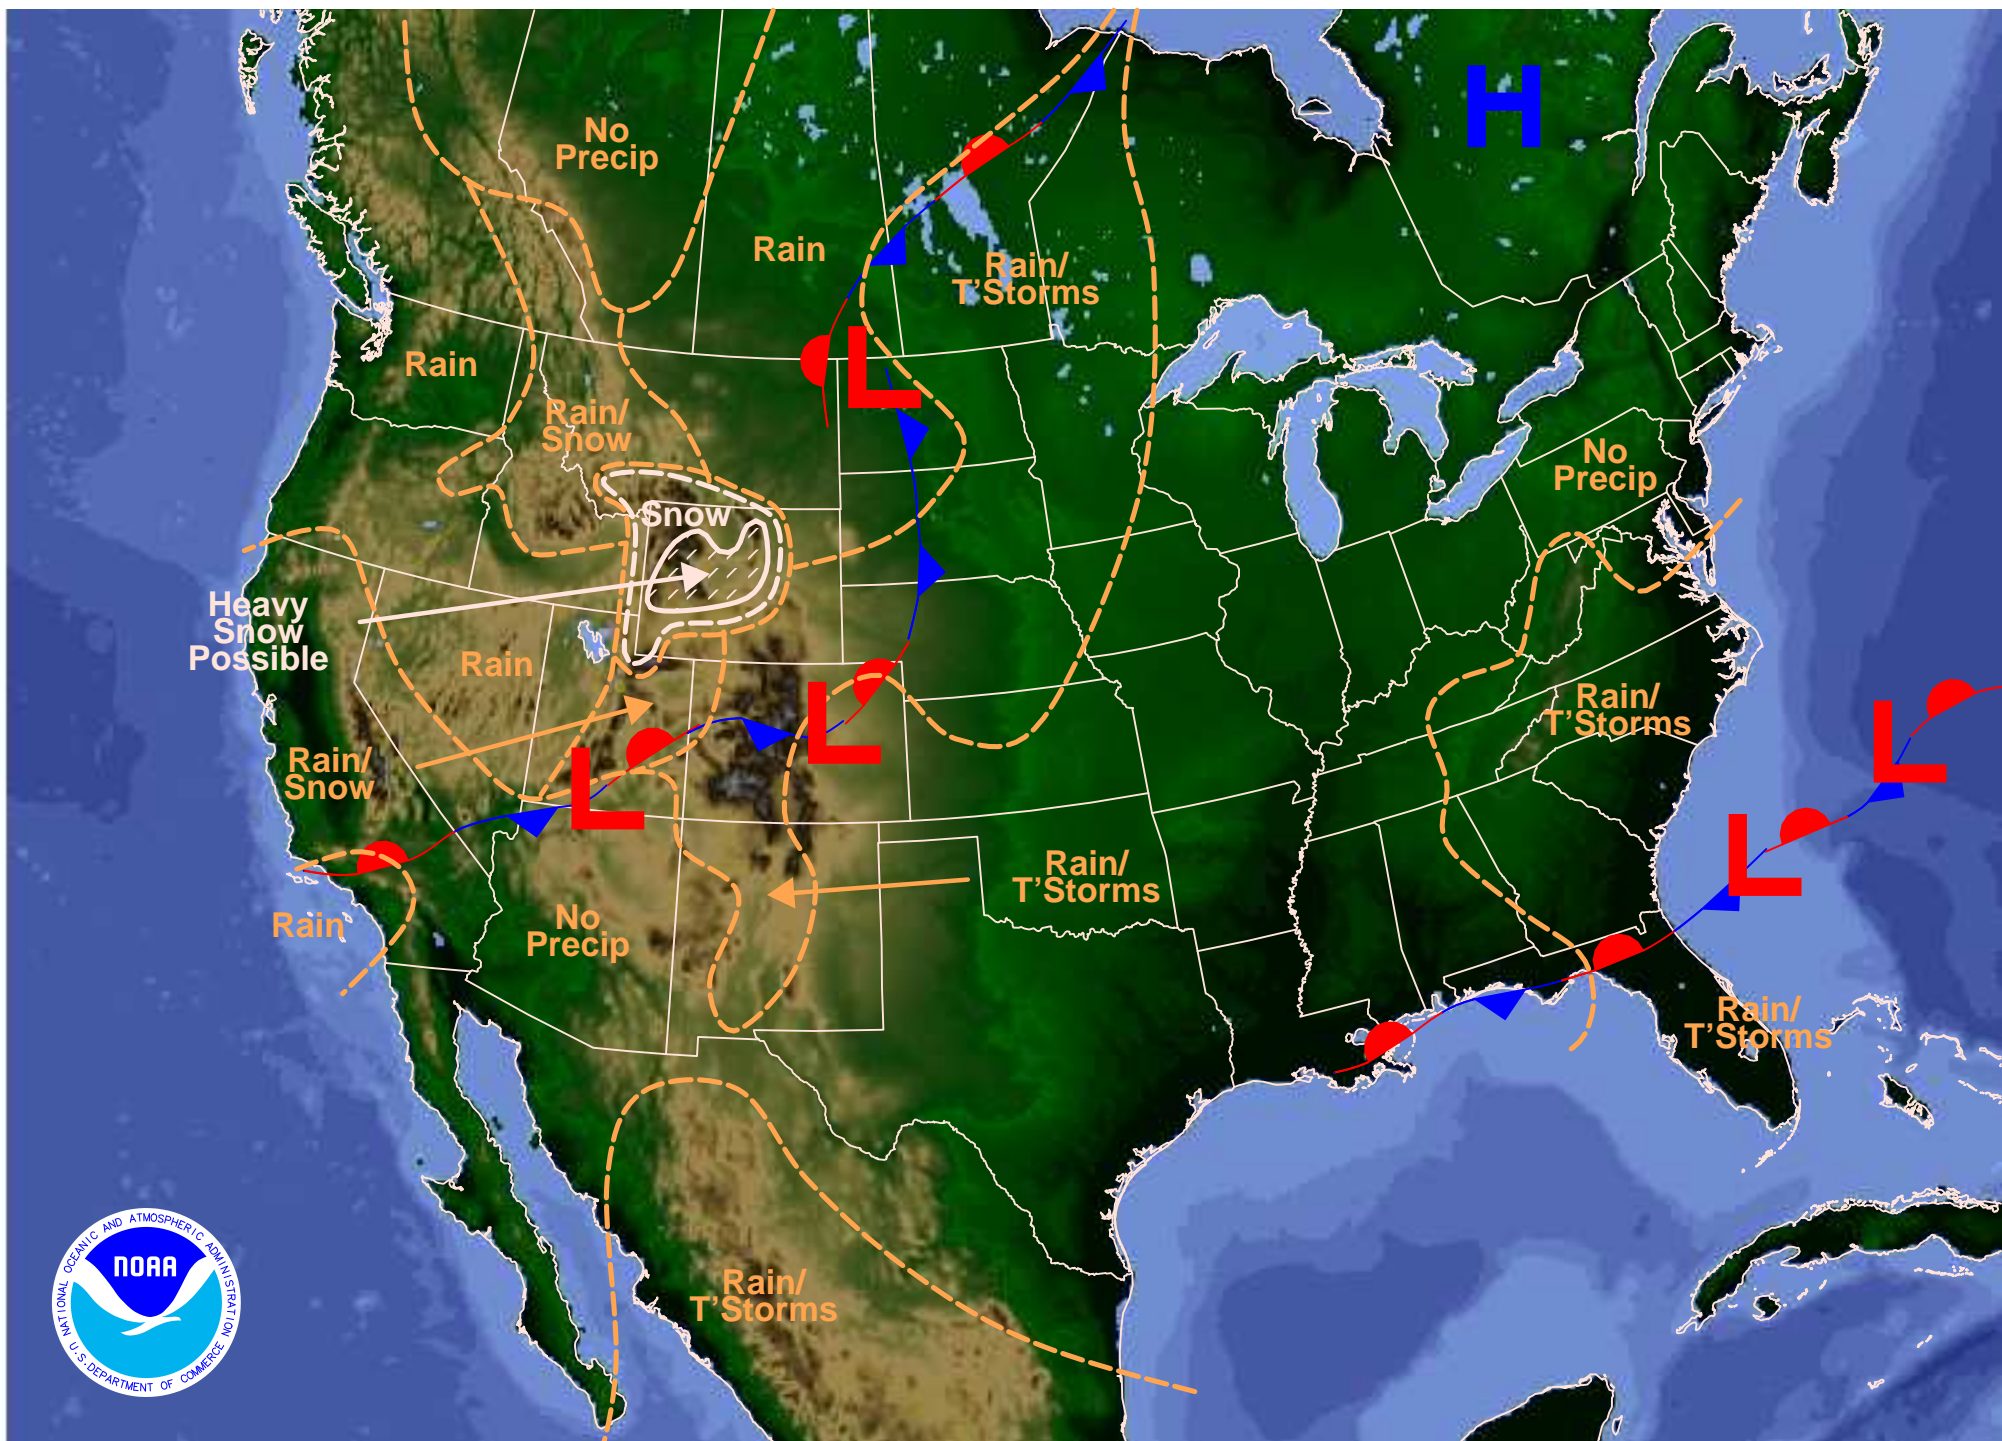 H
No
Precip
Rain
Rain/
T'Storms
L
Rain
Rain/
Snow
No
Precip
Snow
Heavy
Snow
Possible
Rain
Rain/
Snow
L
L
Rain/
T'Storms
L
L
Rain/
T'Storms
Rain
No
Precip
Rain/
T'Storms
Rain/
T'Storms
NATIONAL OCEANIC AND ATMOSPHERIC ADMINISTRATION
NOAA
U.S. DEPARTMENT OF COMMERCE